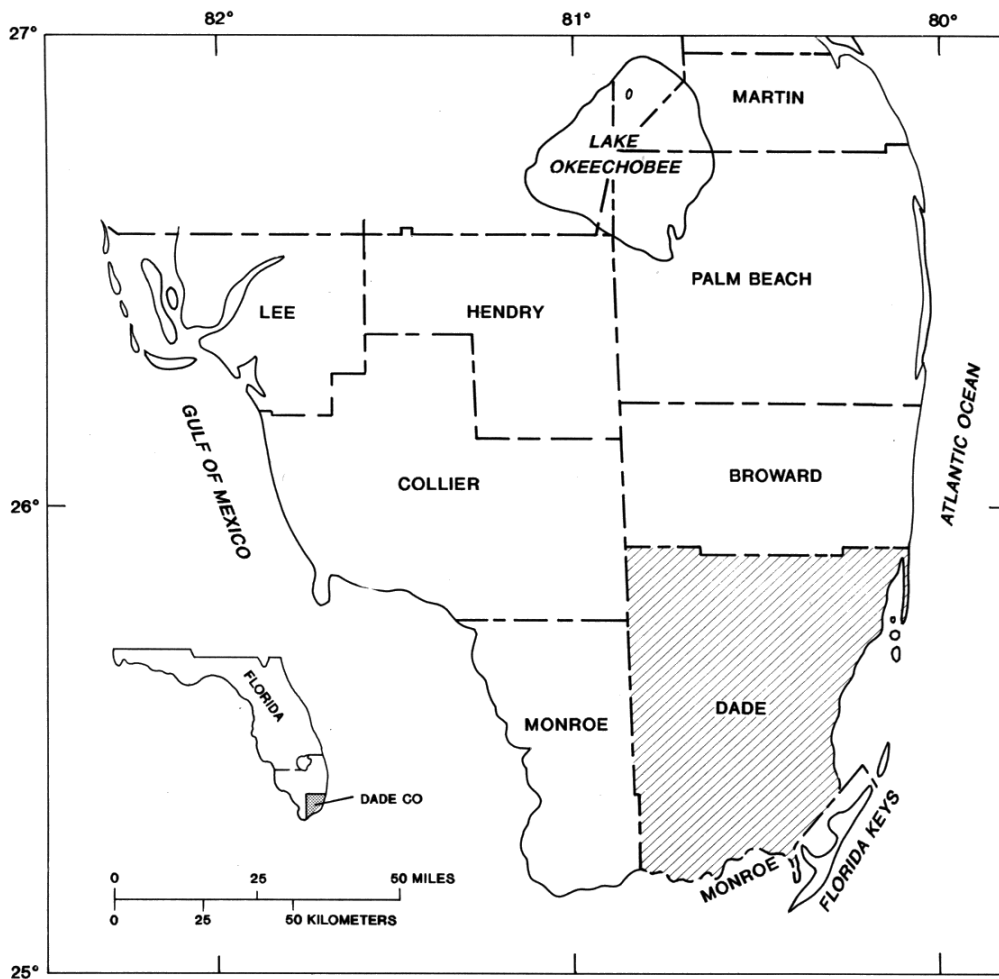 82°
81°
80°
27°
MARTIN
LAKE
OKEECHOBEE
PALM BEACH
LEE
HENDRY
GULF OF MEXICO
ATLANTIC OCEAN
COLLIER
BROWARD
26°
FLORIDA
MONROE
DADE
DADE CO
MONROE
FLORIDA KEYS
0 25 50 MILES
0 25 50 KILOMETERS
25°